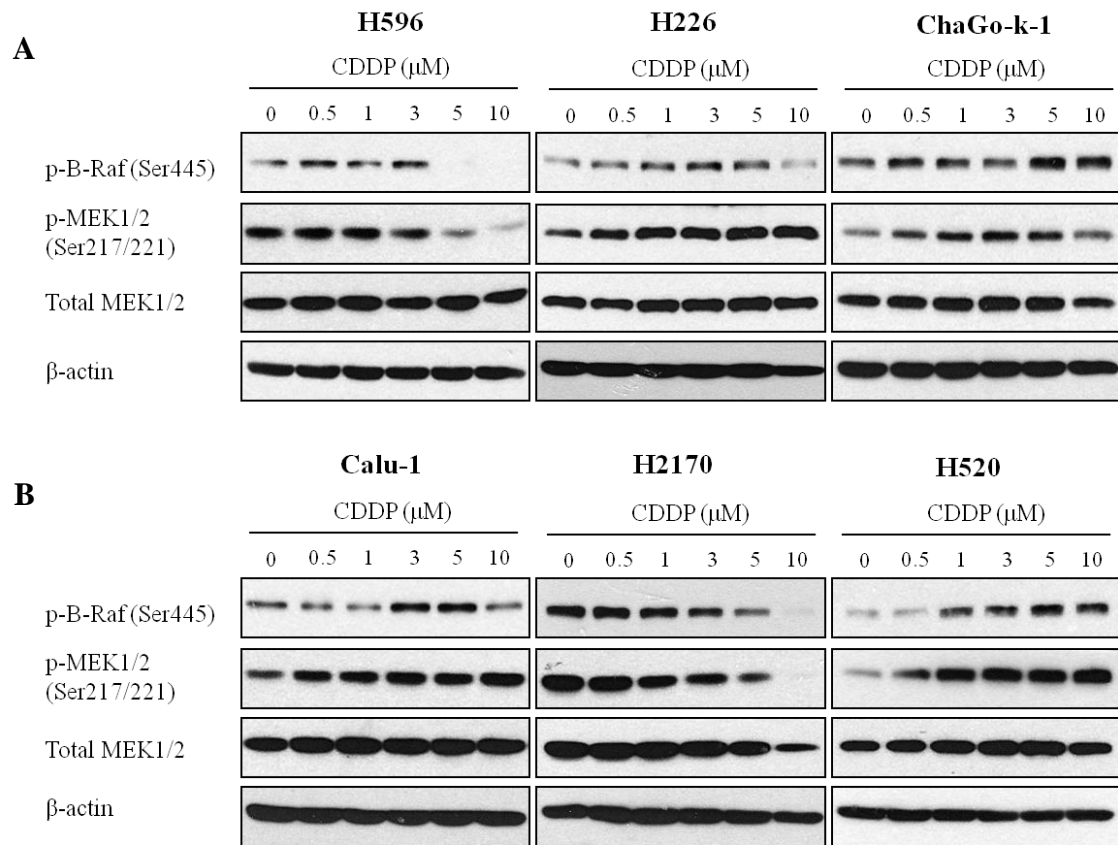 A
H596 H226 ChaGo-k-1
CDDP (μM) CDDP (μM) CDDP (μM)
0 0.5 1 3 5 10 0 0.5 1 3 5 10 0 0.5 1 3 5 10
p-B-Raf (Ser445)
p-MEK1/2
(Ser217/221)
Total MEK1/2
β-actin
B
Calu-1 H2170 H520
CDDP (μM) CDDP (μM) CDDP (μM)
0 0.5 1 3 5 10 0 0.5 1 3 5 10 0 0.5 1 3 5 10
p-B-Raf (Ser445)
p-MEK1/2
(Ser217/221)
Total MEK1/2
β-actin